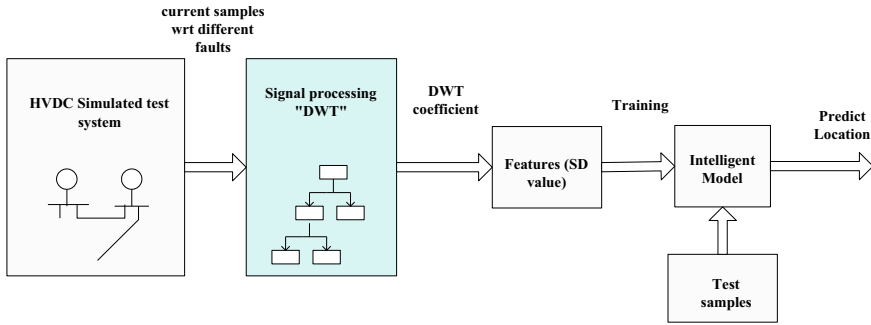 current samples
wrt different
faults
HVDC Simulated test
system
Signal processing
"DWT"
DWT
coefficient
Features (SD
value)
Training
Intelligent
Model
Predict
Location
Test
samples